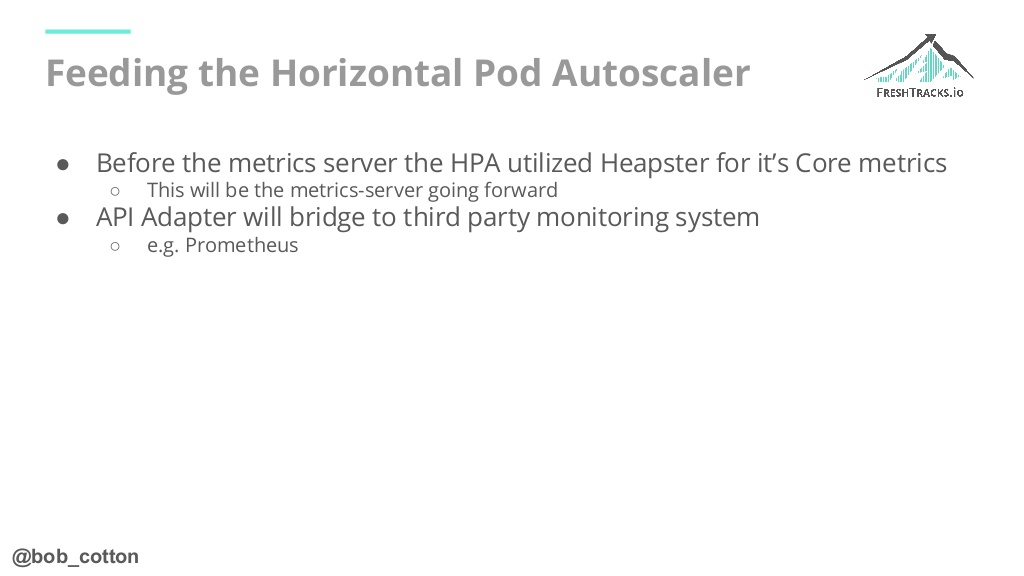 Feeding the Horizontal Pod Autoscaler
FRESHTRACKS.io
● Before the metrics server the HPA utilized Heapster for it’s Core metrics
○ This will be the metrics-server going forward
● API Adapter will bridge to third party monitoring system
○ e.g. Prometheus
@bob_cotton